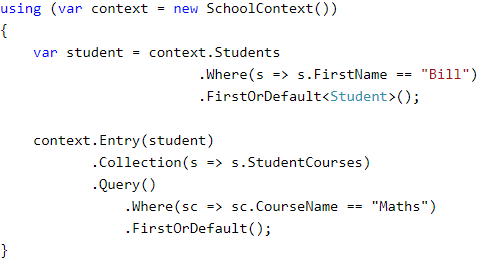 using (var context = new SchoolContext())
{
    var student = context.Students
                        .Where(s => s.FirstName == "Bill")
                        .FirstOrDefault<Student>();

    context.Entry(student)
           .Collection(s => s.StudentCourses)
           .Query()
               .Where(sc => sc.CourseName == "Maths")
               .FirstOrDefault();
}